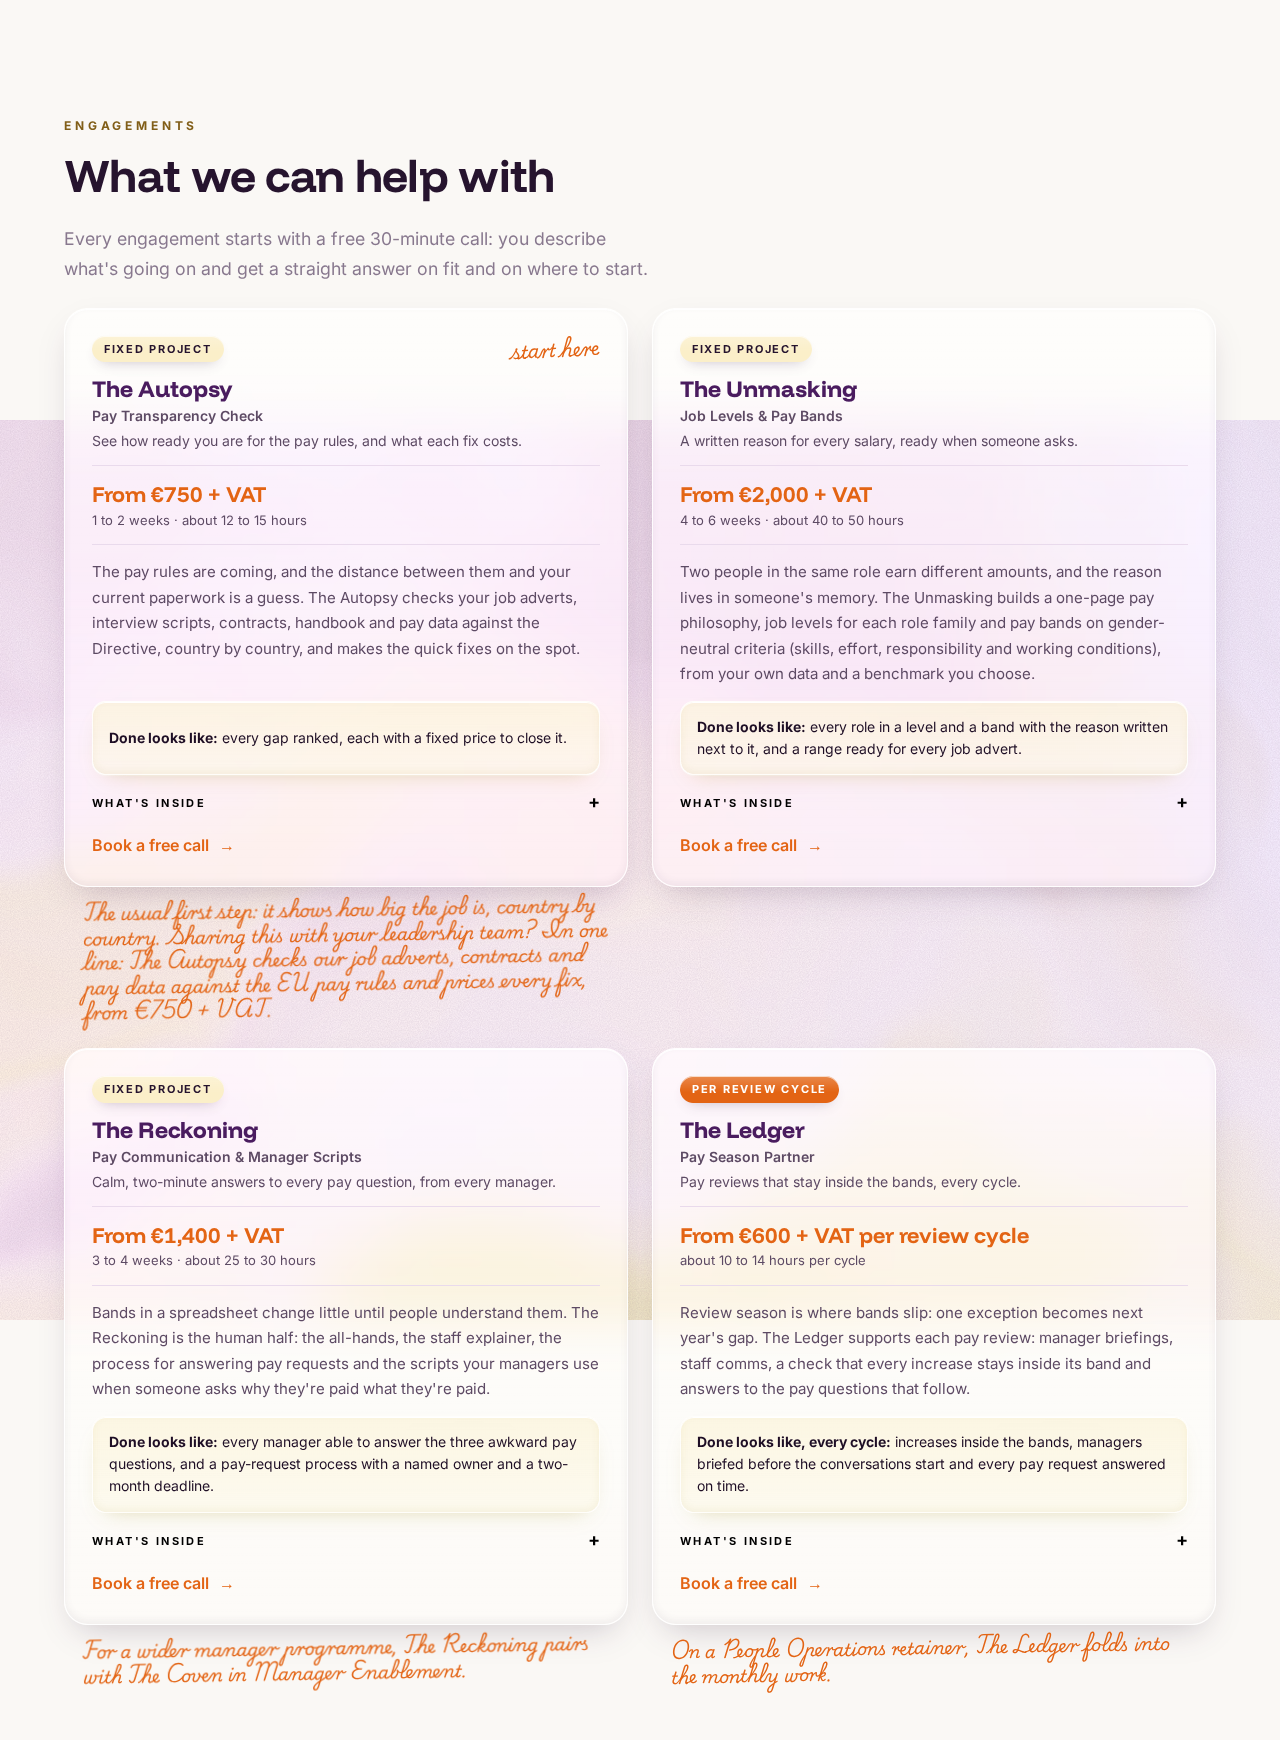 ENGAGEMENTS
What we can help with
Every engagement starts with a free 30-minute call: you describe
what's going on and get a straight answer on fit and on where to start.
FIXED PROJECT
start here
The Autopsy
Pay Transparency Check
See how ready you are for the pay rules, and what each fix costs.
From €750 + VAT
1 to 2 weeks · about 12 to 15 hours
The pay rules are coming, and the distance between them and your
current paperwork is a guess. The Autopsy checks your job adverts,
interview scripts, contracts, handbook and pay data against the
Directive, country by country, and makes the quick fixes on the spot.
Done looks like: every gap ranked, each with a fixed price to close it.
WHAT'S INSIDE +
Book a free call →
The usual first step: it shows how big the job is, country by
country. Sharing this with your leadership team? In one
line: The Autopsy checks our job adverts, contracts and
pay data against the EU pay rules and prices every fix,
from €750 + VAT.
FIXED PROJECT
The Unmasking
Job Levels & Pay Bands
A written reason for every salary, ready when someone asks.
From €2,000 + VAT
4 to 6 weeks · about 40 to 50 hours
Two people in the same role earn different amounts, and the reason
lives in someone's memory. The Unmasking builds a one-page pay
philosophy, job levels for each role family and pay bands on gender-
neutral criteria (skills, effort, responsibility and working conditions),
from your own data and a benchmark you choose.
Done looks like: every role in a level and a band with the reason written
next to it, and a range ready for every job advert.
WHAT'S INSIDE +
Book a free call →
FIXED PROJECT
The Reckoning
Pay Communication & Manager Scripts
Calm, two-minute answers to every pay question, from every manager.
From €1,400 + VAT
3 to 4 weeks · about 25 to 30 hours
Bands in a spreadsheet change little until people understand them. The
Reckoning is the human half: the all-hands, the staff explainer, the
process for answering pay requests and the scripts your managers use
when someone asks why they're paid what they're paid.
Done looks like: every manager able to answer the three awkward pay
questions, and a pay-request process with a named owner and a two-
month deadline.
WHAT'S INSIDE +
Book a free call →
For a wider manager programme, The Reckoning pairs
with The Coven in Manager Enablement.
PER REVIEW CYCLE
The Ledger
Pay Season Partner
Pay reviews that stay inside the bands, every cycle.
From €600 + VAT per review cycle
about 10 to 14 hours per cycle
Review season is where bands slip: one exception becomes next
year's gap. The Ledger supports each pay review: manager briefings,
staff comms, a check that every increase stays inside its band and
answers to the pay questions that follow.
Done looks like, every cycle: increases inside the bands, managers
briefed before the conversations start and every pay request answered
on time.
WHAT'S INSIDE +
Book a free call →
On a People Operations retainer, The Ledger folds into
the monthly work.